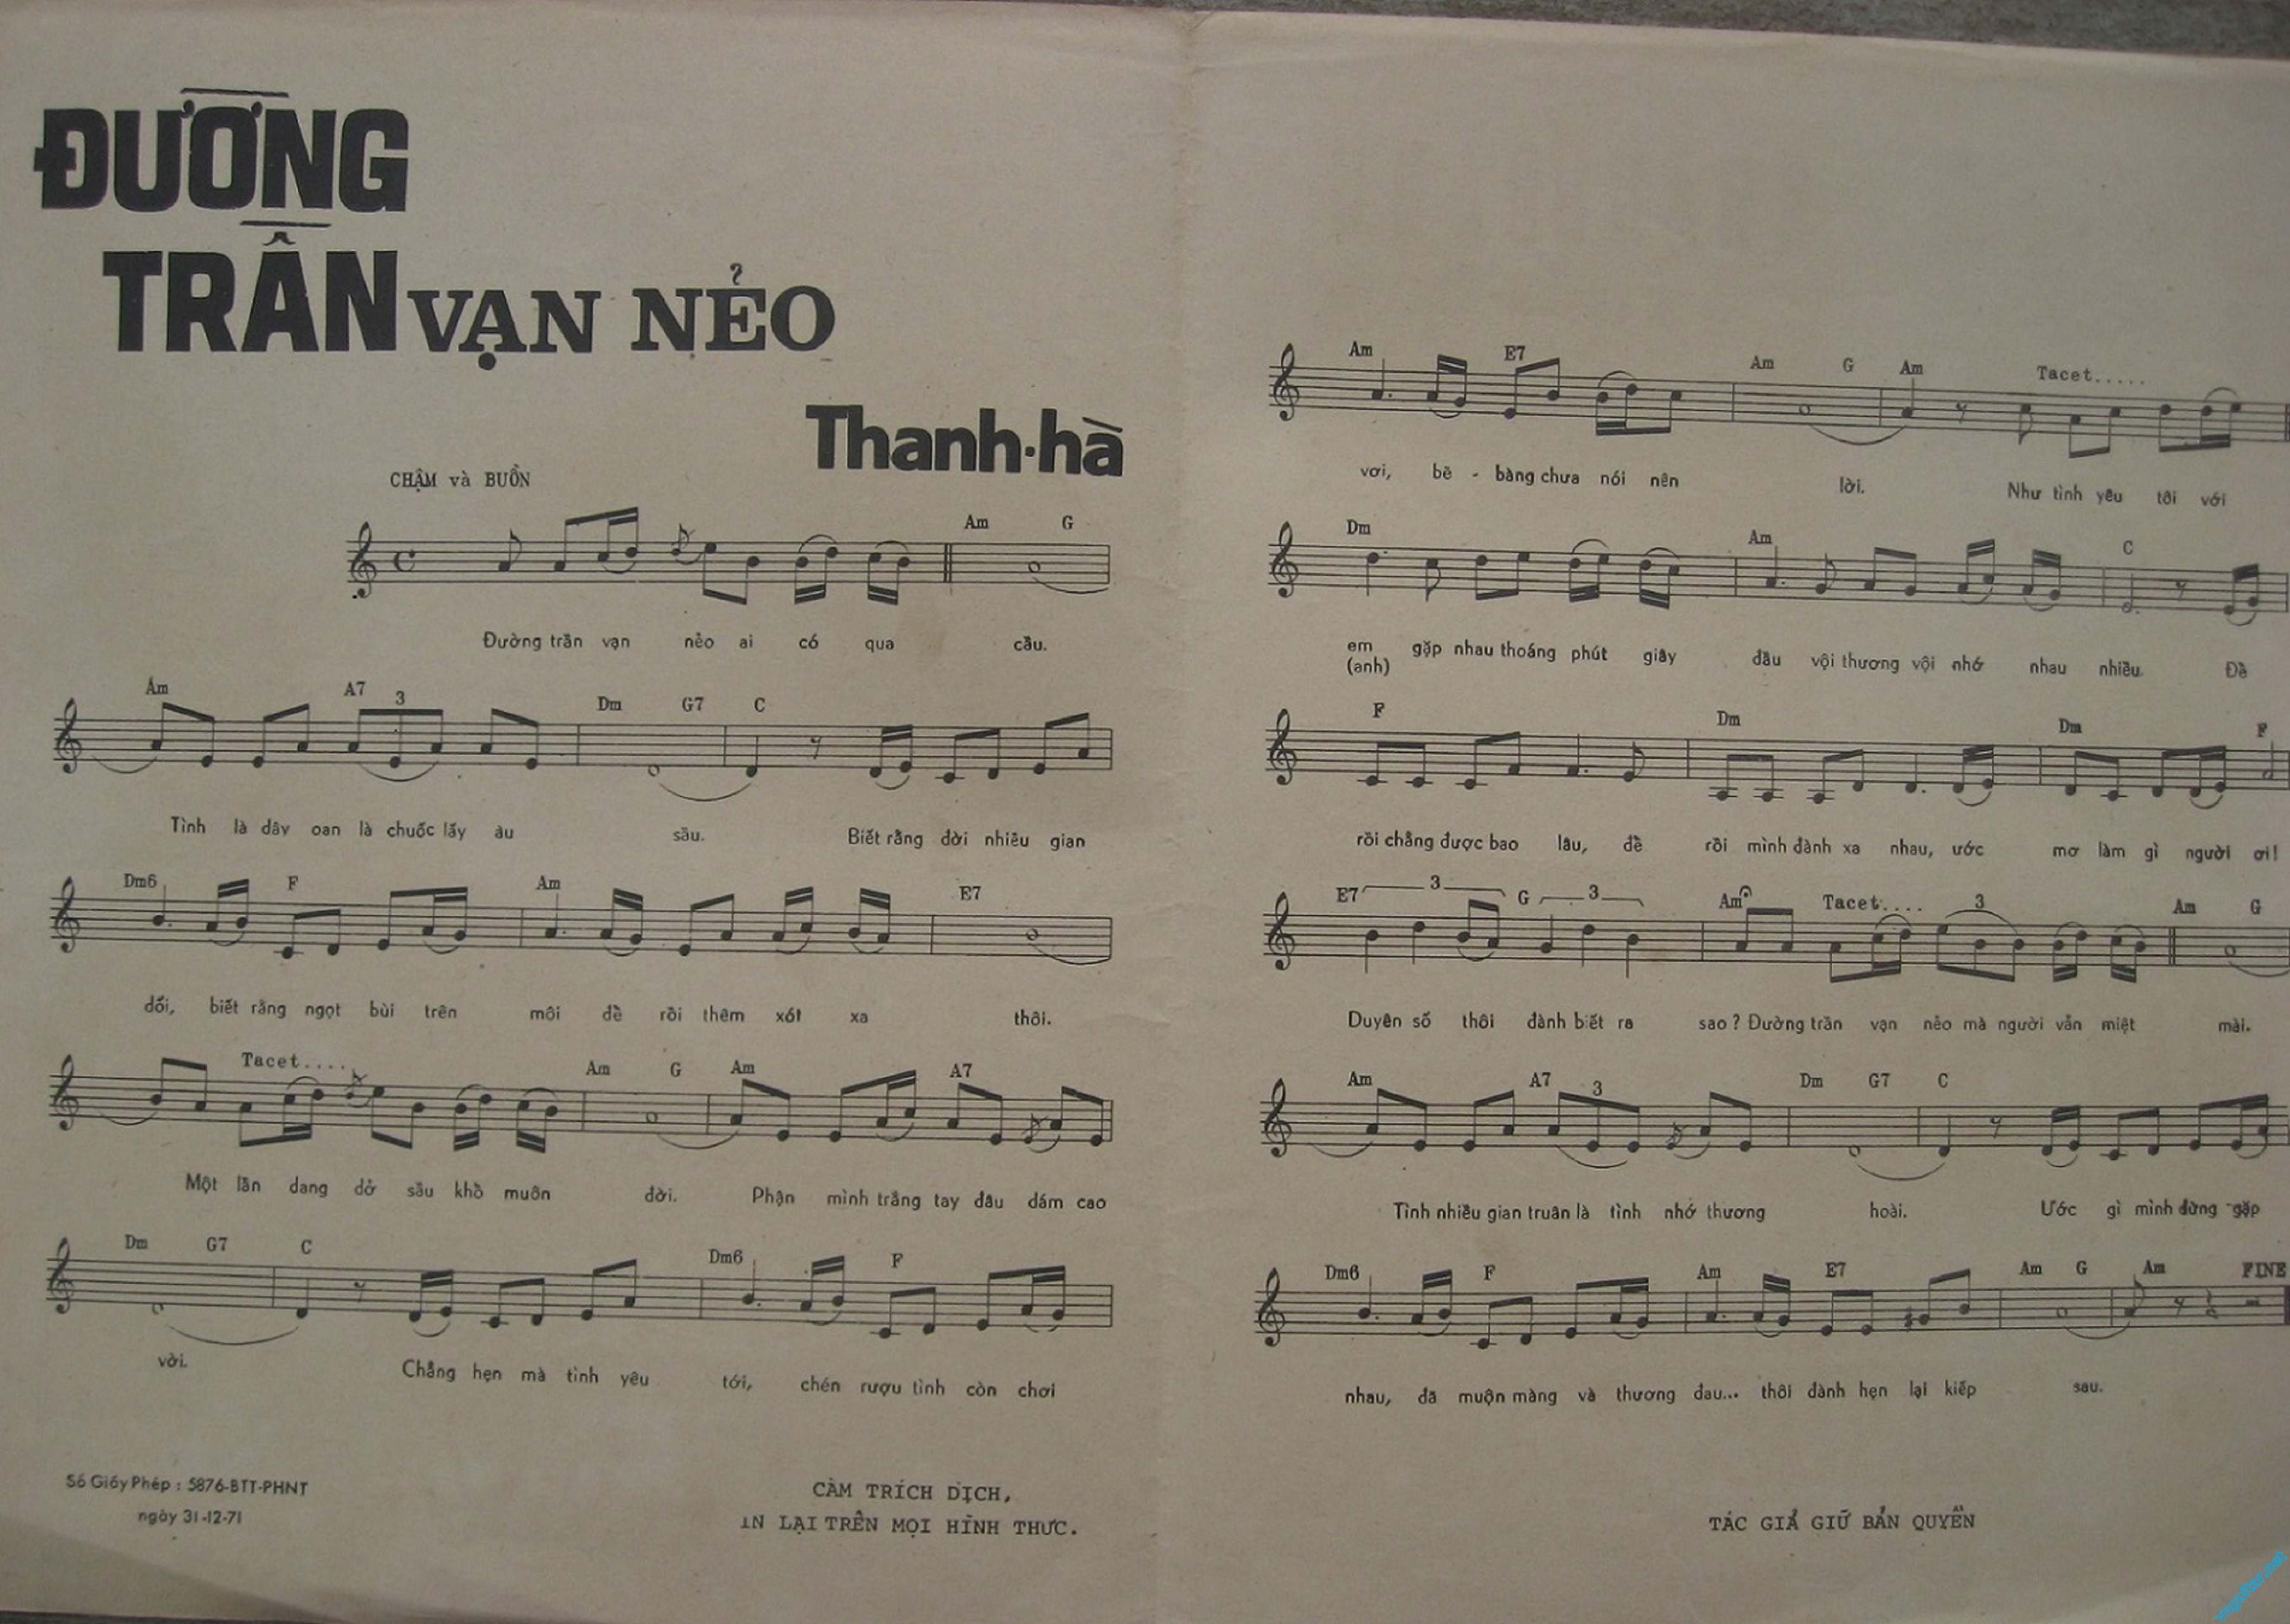 ĐƯỜNG
TRẦN VẠN NẺO
Thanh-hà
CHẬM và BUỒN
Am G
Đường trần vạn nẻo ai có qua cầu.
Am A7 3 Dm G7 C
Tình là dây oan là chuốc lấy àu sầu. Biết rằng đời nhiều gian
Dm6 F Am E7
dối, biết rằng ngọt bùi trên môi để rồi thêm xót xa thôi.
Tacet.... Am G Am A7
Một lần dang dở sầu khổ muôn đời. Phận mình trắng tay đâu dám cao
Dm G7 C Dm6 F
vời. Chẳng hẹn mà tình yêu tới, chén rượu tình còn chơi
Số Giấy Phép : 5876-BTT-PHNT
ngày 31-12-71
CẤM TRÍCH DỊCH,
IN LẠI TRÊN MỌI HÌNH THỨC.
Am E7 Am G Am Tacet.....
vơi, bẽ - bàng chưa nói nên lời. Như tình yêu tôi với
Dm Am C
em gặp nhau thoáng phút giây đầu vội thương vội nhớ nhau nhiều. Để
(anh)
F Dm Dm F
rồi chẳng được bao lâu, để rồi mình đành xa nhau, ước mơ làm gì người ơi!
E7 3 G 3 Am Tacet.... 3 Am G
Duyên số thôi đành biết ra sao ? Đường trần vạn nẻo mà người vẫn miệt mài.
Am A7 3 Dm G7 C
Tình nhiều gian truân là tình nhớ thương hoài. Ước gì mình đừng gặp
Dm6 F Am E7 Am G Am FINE
nhau, đã muộn màng và thương đau... thôi đành hẹn lại kiếp sau.
TÁC GIẢ GIỮ BẢN QUYỀN